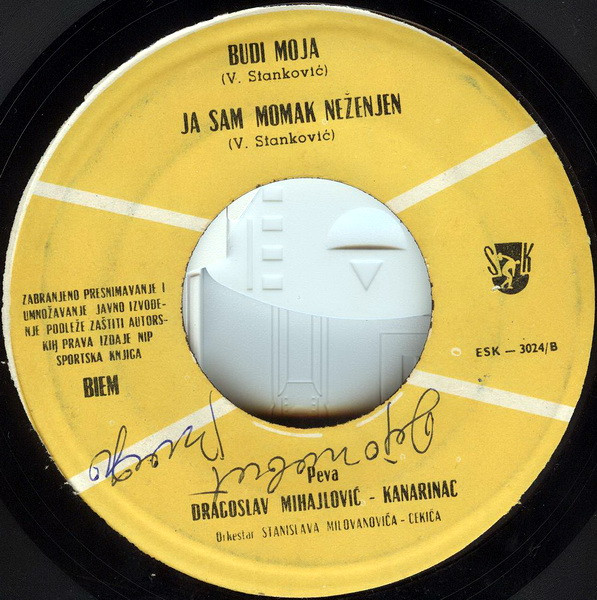 BUDI MOJA
(V. Stanković)
JA SAM MOMAK NEŽENJEN
(V. Stanković)
S K
ZABRANJENO PRESNIMAVANJE I
UMNOŽAVANJE JAVNO IZVOĐE-
NJE PODLEŽE ZAŠTITI AUTORS-
KIH PRAVA IZDAJE NIP
SPORTSKA KNJIGA
BIEM
ESK — 3024/B
Peva
DRAGOSLAV MIHAJLOVIĆ - KANARINAC
Orkestar STANISLAVA MILOVANOVIĆA - CEKIĆA